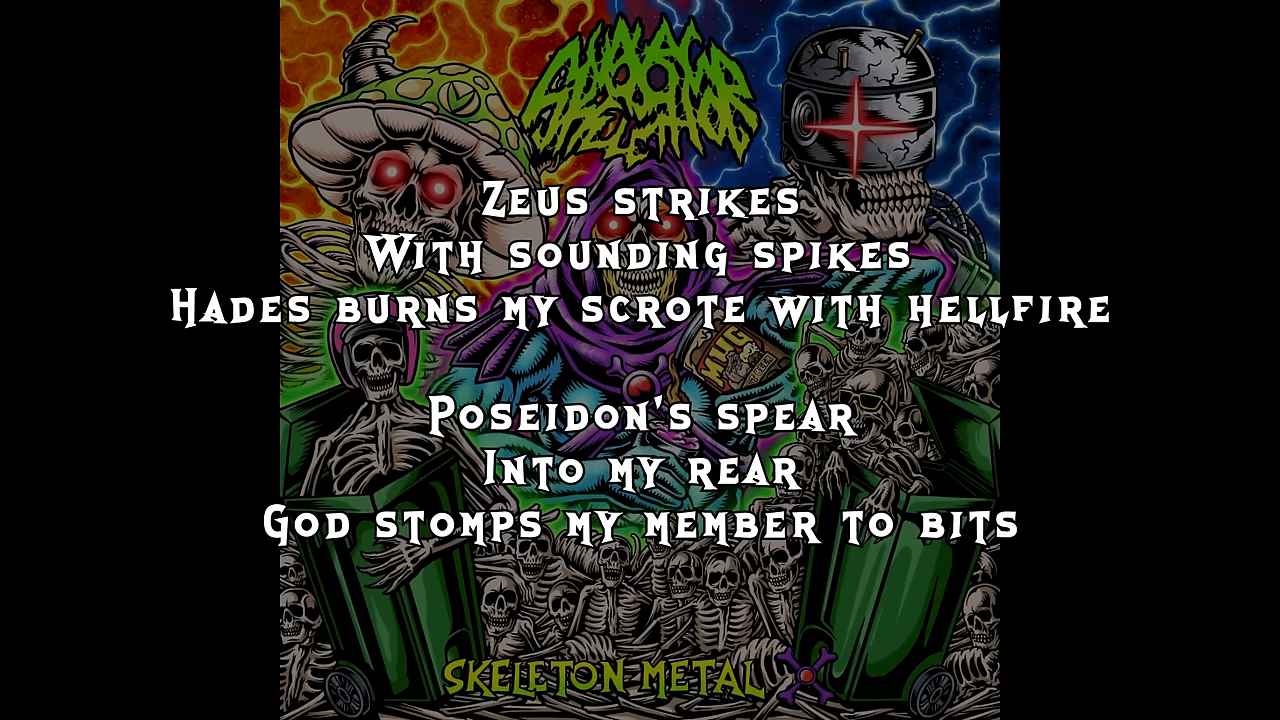 Zeus strikes
With sounding spikes
Hades burns my scrote with hellfire
Poseidon's spear
Into my rear
God stomps my member to bits
MUG
SKELETON METAL